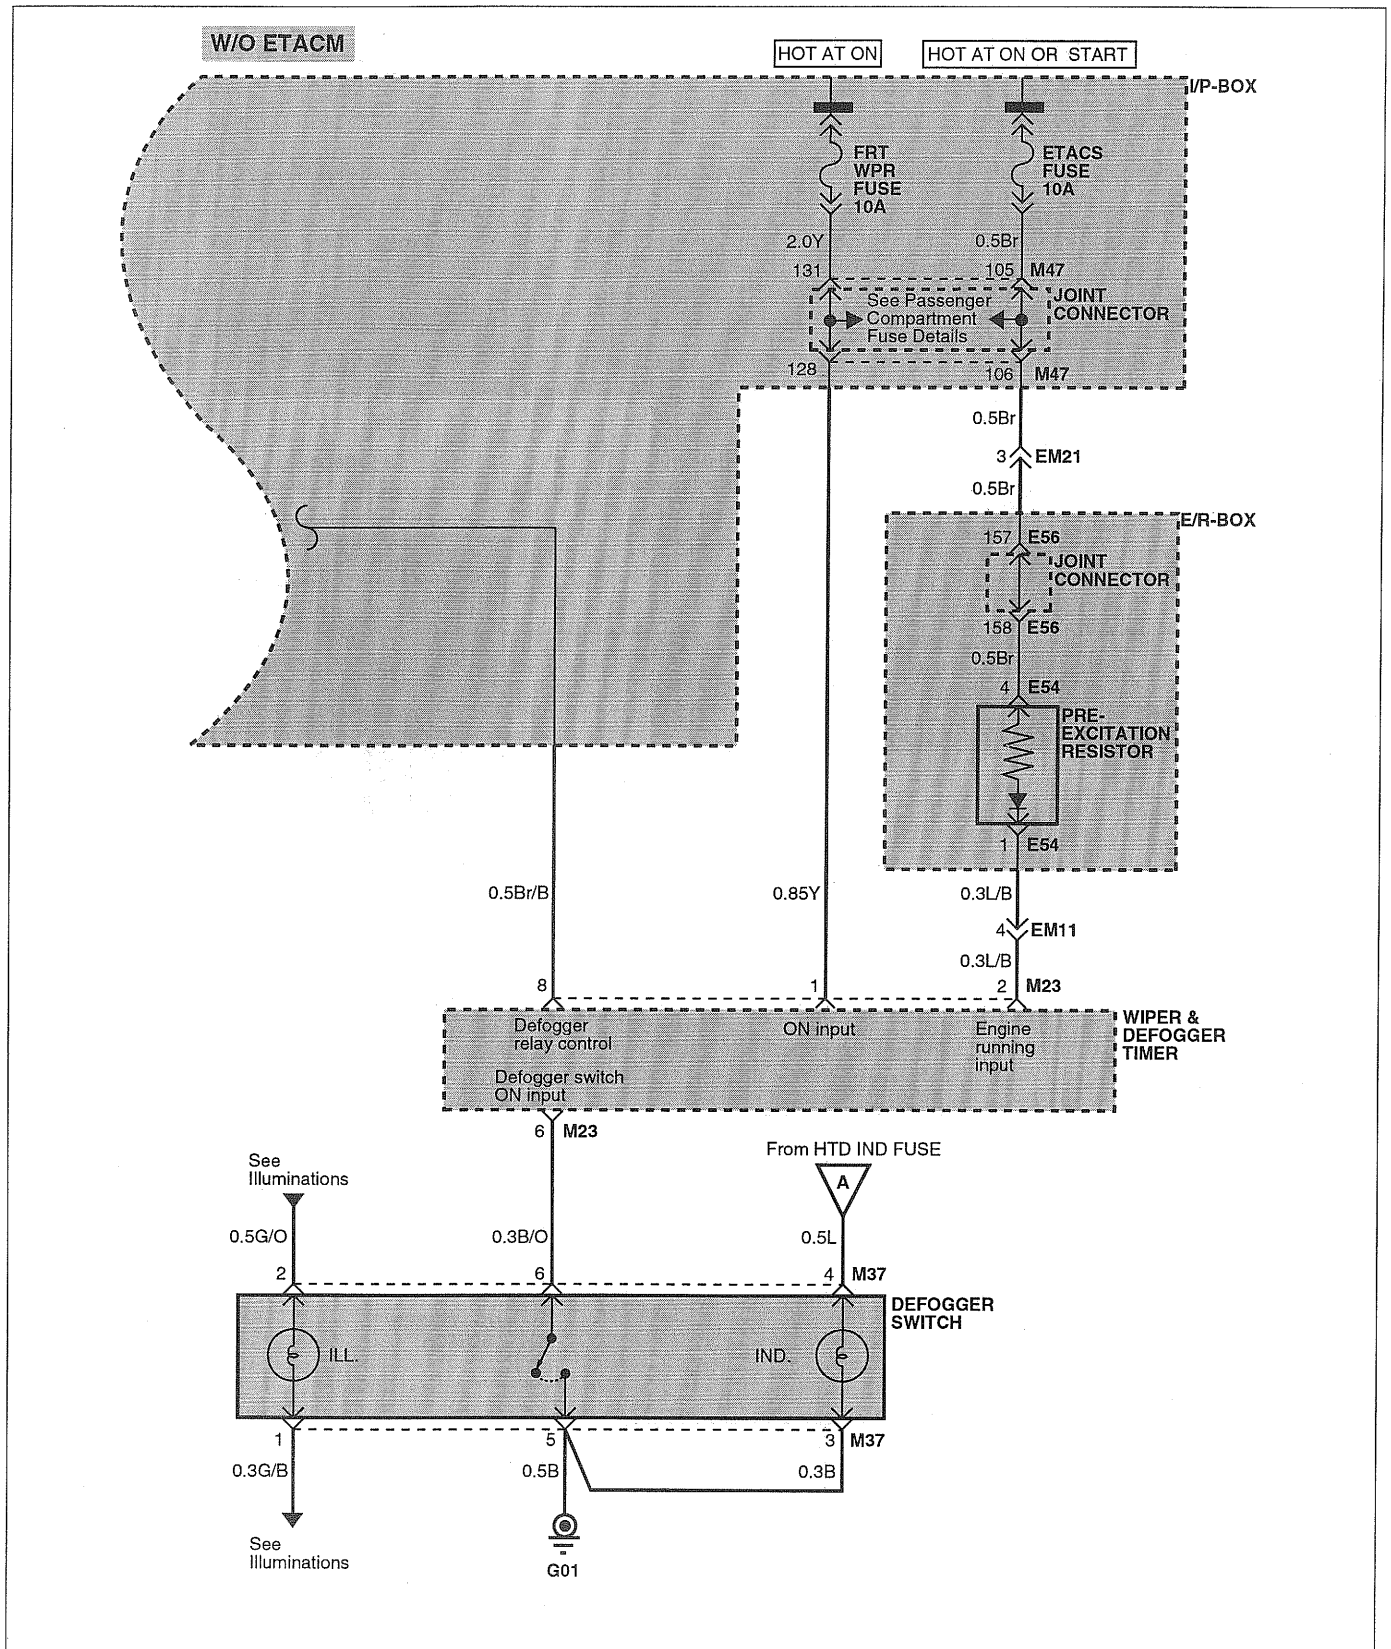 W/O ETACM
HOT AT ON
HOT AT ON OR START
I/P-BOX
FRT
WPR
FUSE
10A
ETACS
FUSE
10A
2.0Y
0.5Br
131
105
M47
See Passenger
Compartment
Fuse Details
JOINT
CONNECTOR
128
106
M47
0.5Br
3
EM21
0.5Br
E/R-BOX
157
E56
JOINT
CONNECTOR
158
E56
0.5Br
4
E54
PRE-
EXCITATION
RESISTOR
1
E54
0.5Br/B
0.85Y
0.3L/B
4
EM11
0.3L/B
8
1
2
M23
WIPER &
DEFOGGER
TIMER
Defogger
relay control
ON input
Engine
running
input
Defogger switch
ON input
6
M23
From HTD IND FUSE
A
See
Illuminations
0.5G/O
0.3B/O
0.5L
2
6
4
M37
DEFOGGER
SWITCH
ILL.
IND.
1
5
3
M37
0.3G/B
0.5B
0.3B
See
Illuminations
G01